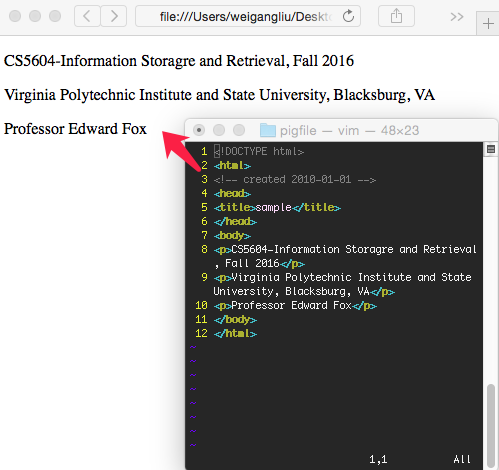 file:///Users/weigangliu/Deskt
CS5604-Information Storagre and Retrieval, Fall 2016
Virginia Polytechnic Institute and State University, Blacksburg, VA
Professor Edward Fox
pigfile — vim — 48×23
1 <!DOCTYPE html>
2 <html>
3 <!-- created 2010-01-01 -->
4 <head>
5 <title>sample</title>
6 </head>
7 <body>
8 <p>CS5604-Information Storagre and Retrieval
, Fall 2016</p>
9 <p>Virginia Polytechnic Institute and State
University, Blacksburg, VA</p>
10 <p>Professor Edward Fox</p>
11 </body>
12 </html>
~
~
~
~
~
~
~
~
1,1 All